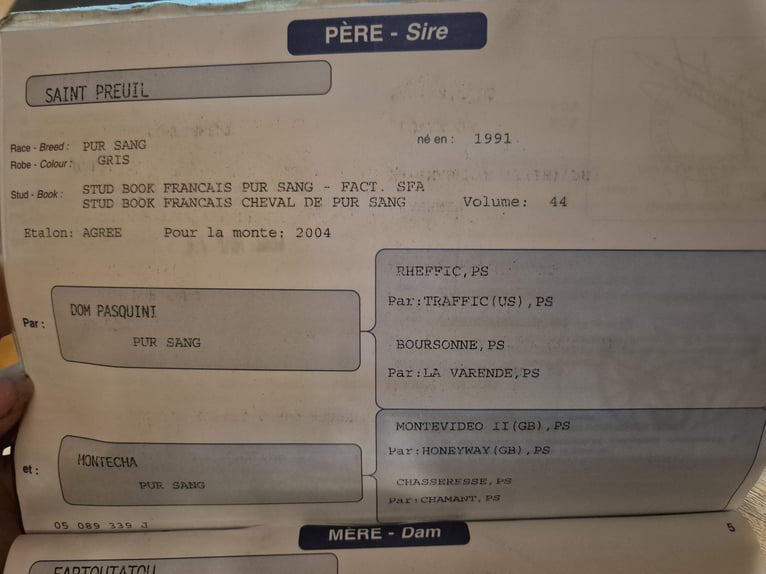 PÈRE - Sire
SAINT PREUIL
Race - Breed : PUR SANG né en : 1991
Robe - Colour : GRIS
Stud - Book : STUD BOOK FRANCAIS PUR SANG - FACT. SFA
STUD BOOK FRANCAIS CHEVAL DE PUR SANG Volume: 44
Etalon: AGREE Pour la monte: 2004
RHEFFIC,PS
Par:TRAFFIC(US),PS
Par : DOM PASQUINI
PUR SANG
BOURSONNE,PS
Par:LA VARENDE,PS
MONTEVIDEO II(GB),PS
Par:HONEYWAY(GB),PS
et : MONTECHA
PUR SANG
CHASSERESSE,PS
Par:CHAMANT,PS
05 089 339 J
5
MÈRE - Dam
FARTOUTATOU